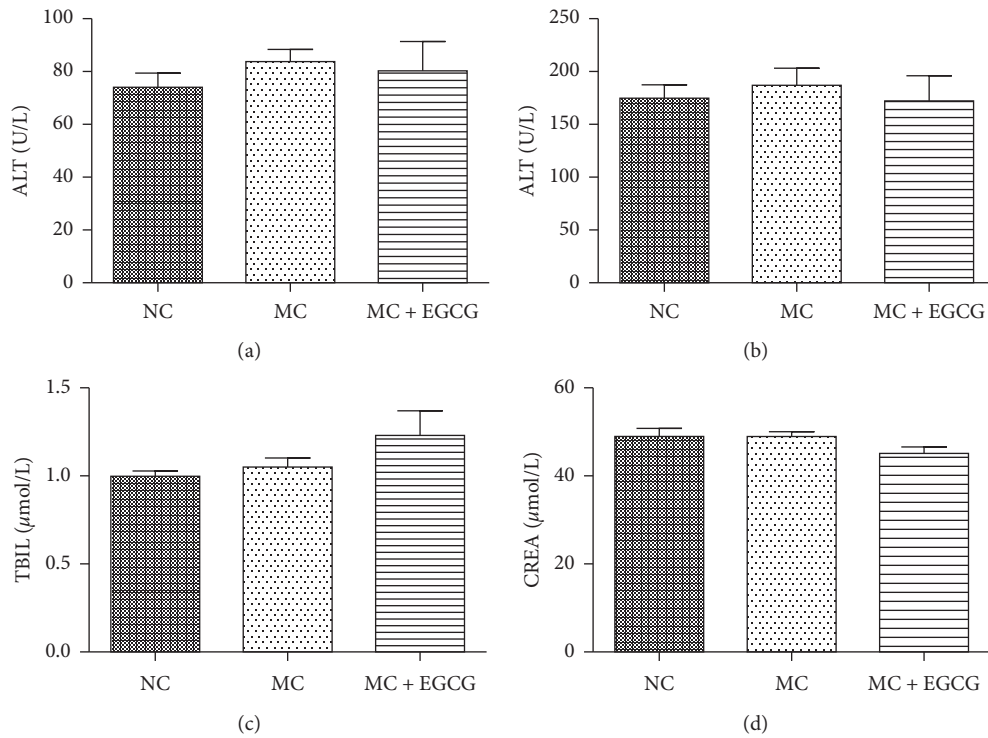 100
80
60
40
20
0
ALT (U/L)
NC
MC
MC + EGCG
(a)
250
200
150
100
50
0
ALT (U/L)
NC
MC
MC + EGCG
(b)
1.5
1.0
0.5
0.0
TBIL (μmol/L)
NC
MC
MC + EGCG
(c)
60
40
20
0
CREA (μmol/L)
NC
MC
MC + EGCG
(d)